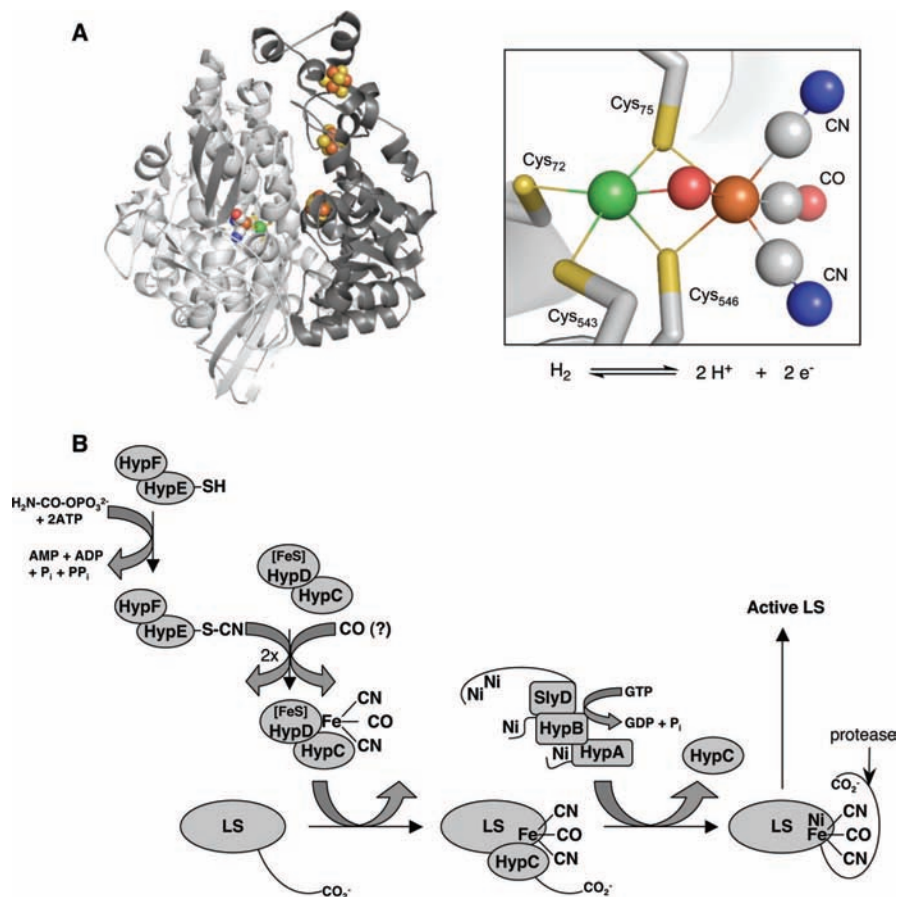 A
Cys75
CN
Cys72
CO
Cys546
CN
Cys543
H2 ⇌ 2 H+ + 2 e-
B
HypF
HypE SH
H2N-CO-OPO3 2-
+ 2ATP
AMP + ADP
+ Pi + PPi
[FeS]
HypD
HypC
HypF
HypE S-CN
CO (?)
2x
[FeS]
HypD
HypC
Fe
CN
CO
CN
Ni
Ni
SlyD
GTP
Ni
HypB
GDP + Pi
Ni
HypA
HypC
Active LS
protease
LS
CO2-
LS
Fe
CN
CO
CN
HypC
CO2-
CO2-
LS
Ni
Fe
CN
CO
CN